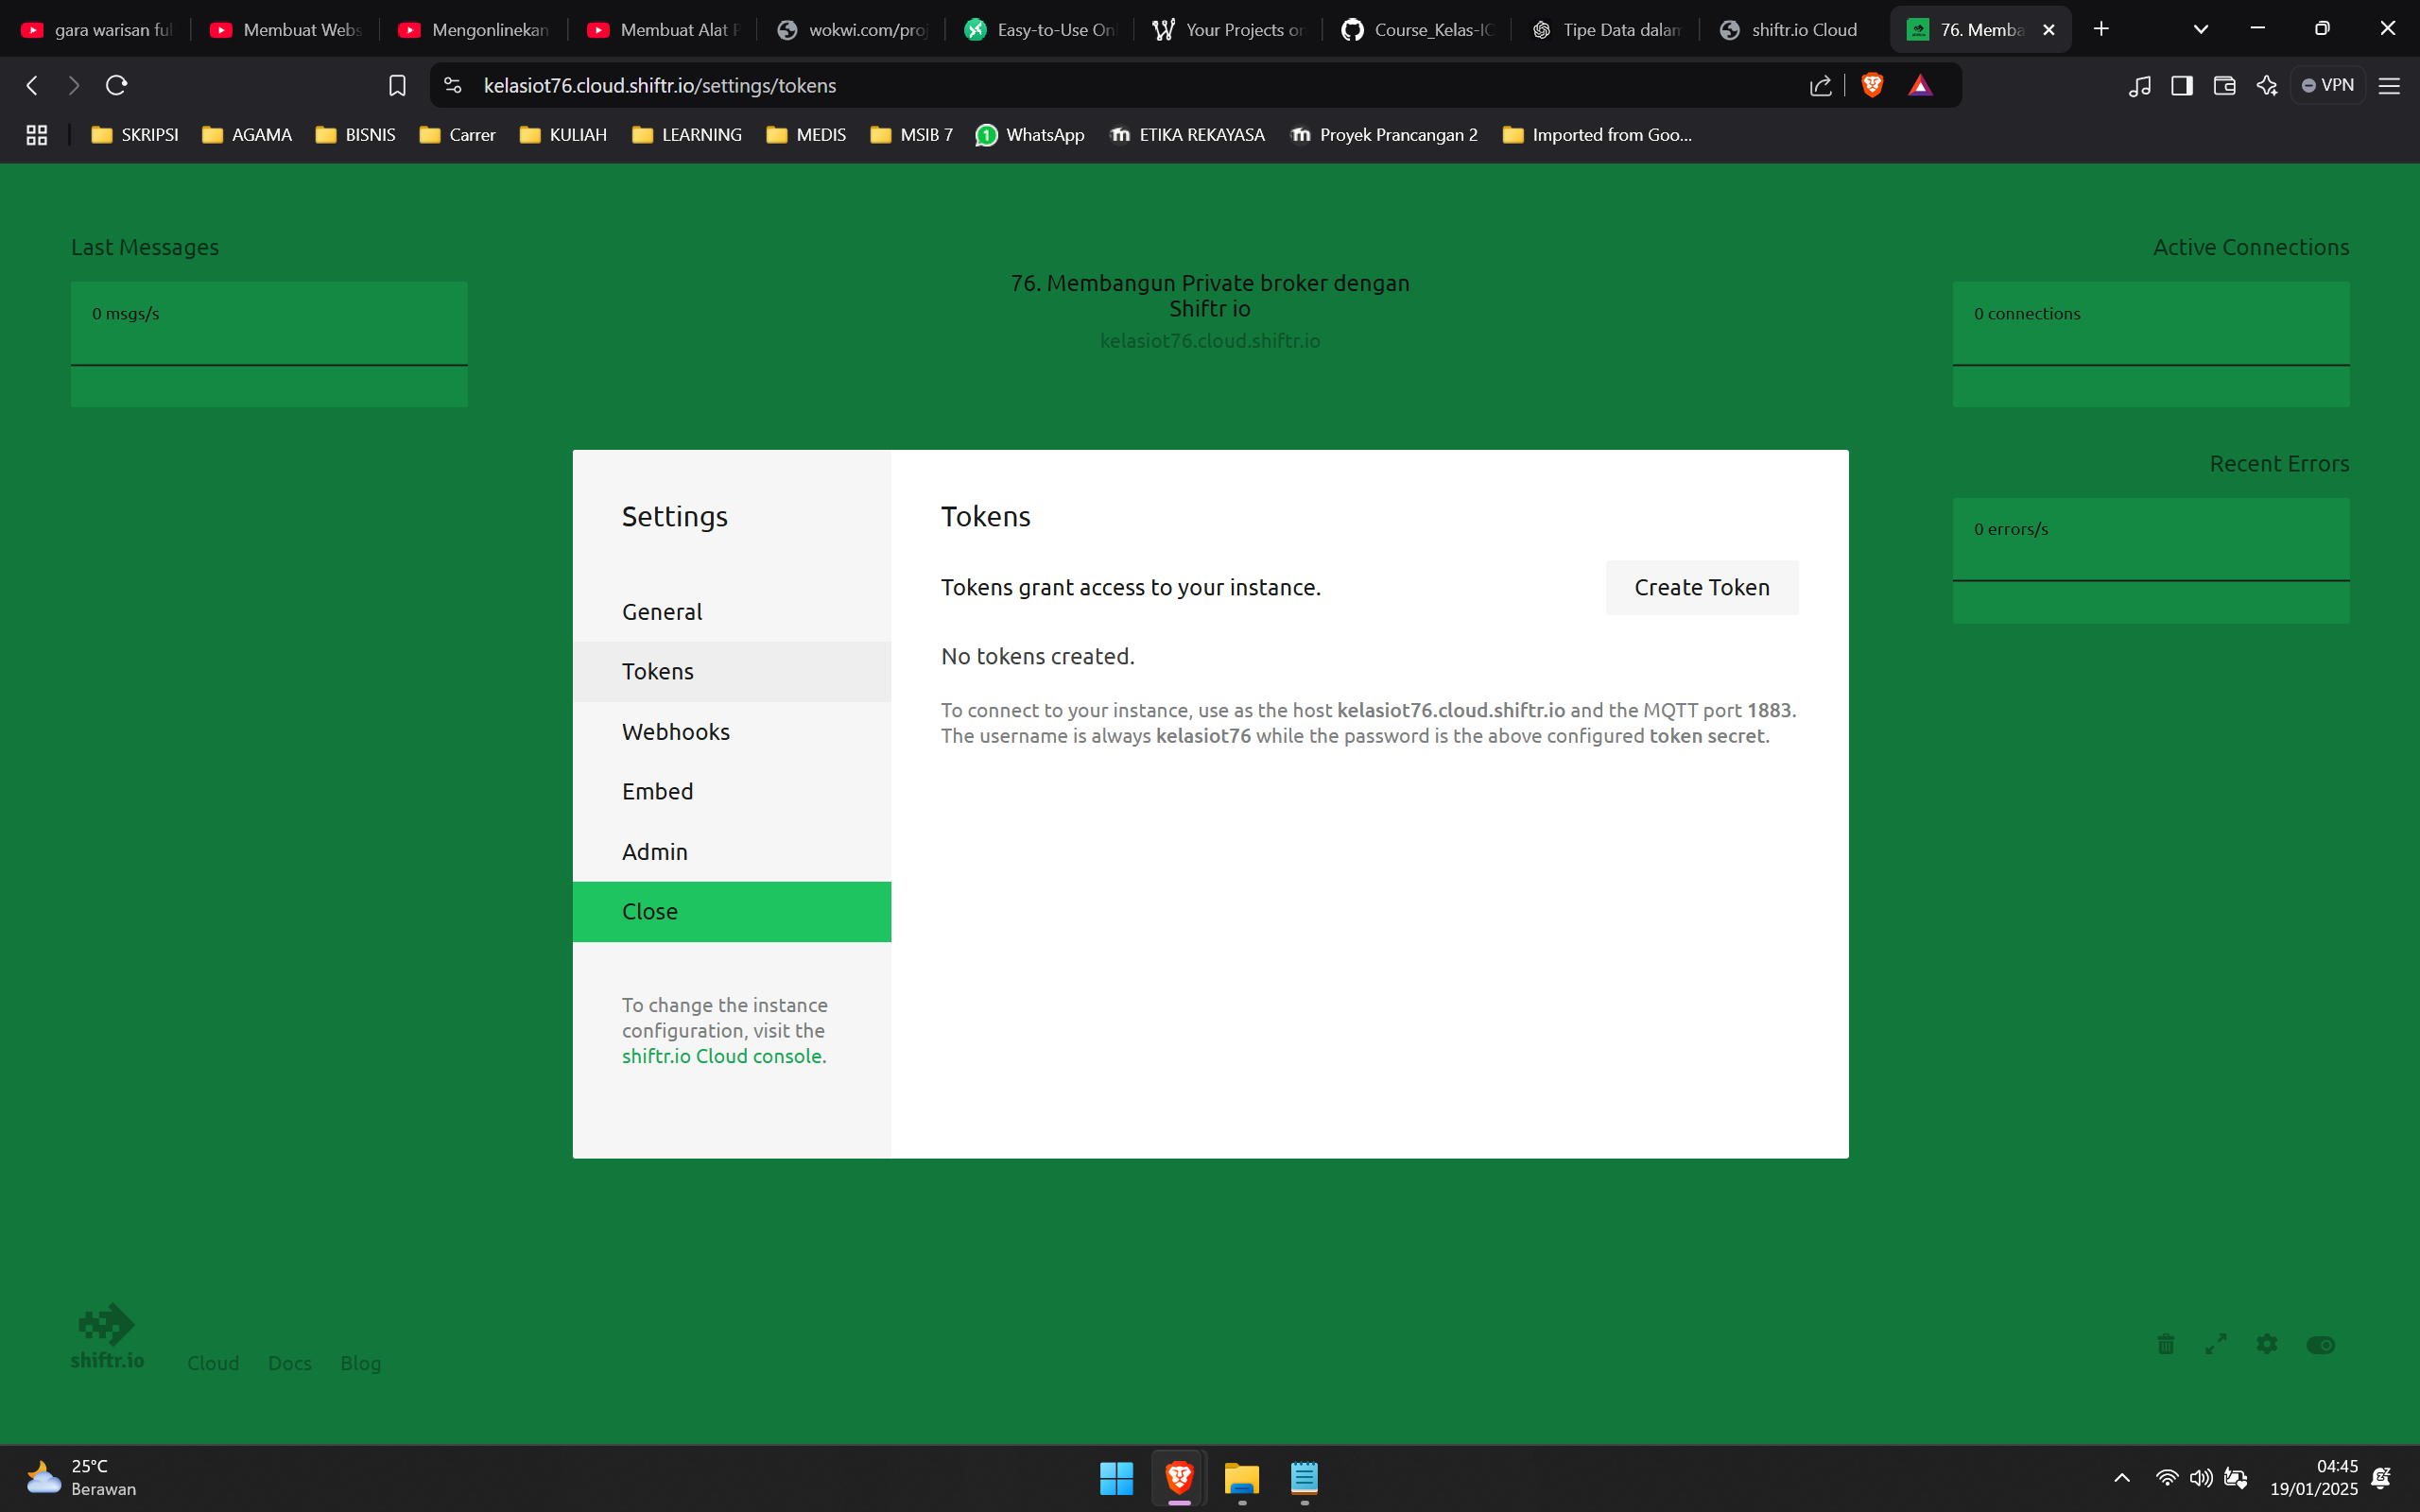 gara warisan ful
Membuat Webs
Mengonlinekan
Membuat Alat P
wokwi.com/proj
Easy-to-Use On
Your Projects on
Course_Kelas-IO
Tipe Data dalam
shiftr.io Cloud
76. Memba
kelasiot76.cloud.shiftr.io/settings/tokens
VPN
SKRIPSI
AGAMA
BISNIS
Carrer
KULIAH
LEARNING
MEDIS
MSIB 7
WhatsApp
ETIKA REKAYASA
Proyek Prancangan 2
Imported from Goo...
Last Messages
0 msgs/s
76. Membangun Private broker dengan
Shiftr io
kelasiot76.cloud.shiftr.io
Active Connections
0 connections
Recent Errors
0 errors/s
Settings
General
Tokens
Webhooks
Embed
Admin
Close
To change the instance
configuration, visit the
shiftr.io Cloud console.
Tokens
Tokens grant access to your instance.
Create Token
No tokens created.
To connect to your instance, use as the host kelasiot76.cloud.shiftr.io and the MQTT port 1883.
The username is always kelasiot76 while the password is the above configured token secret.
shiftr.io
Cloud
Docs
Blog
25°C
Berawan
04:45
19/01/2025